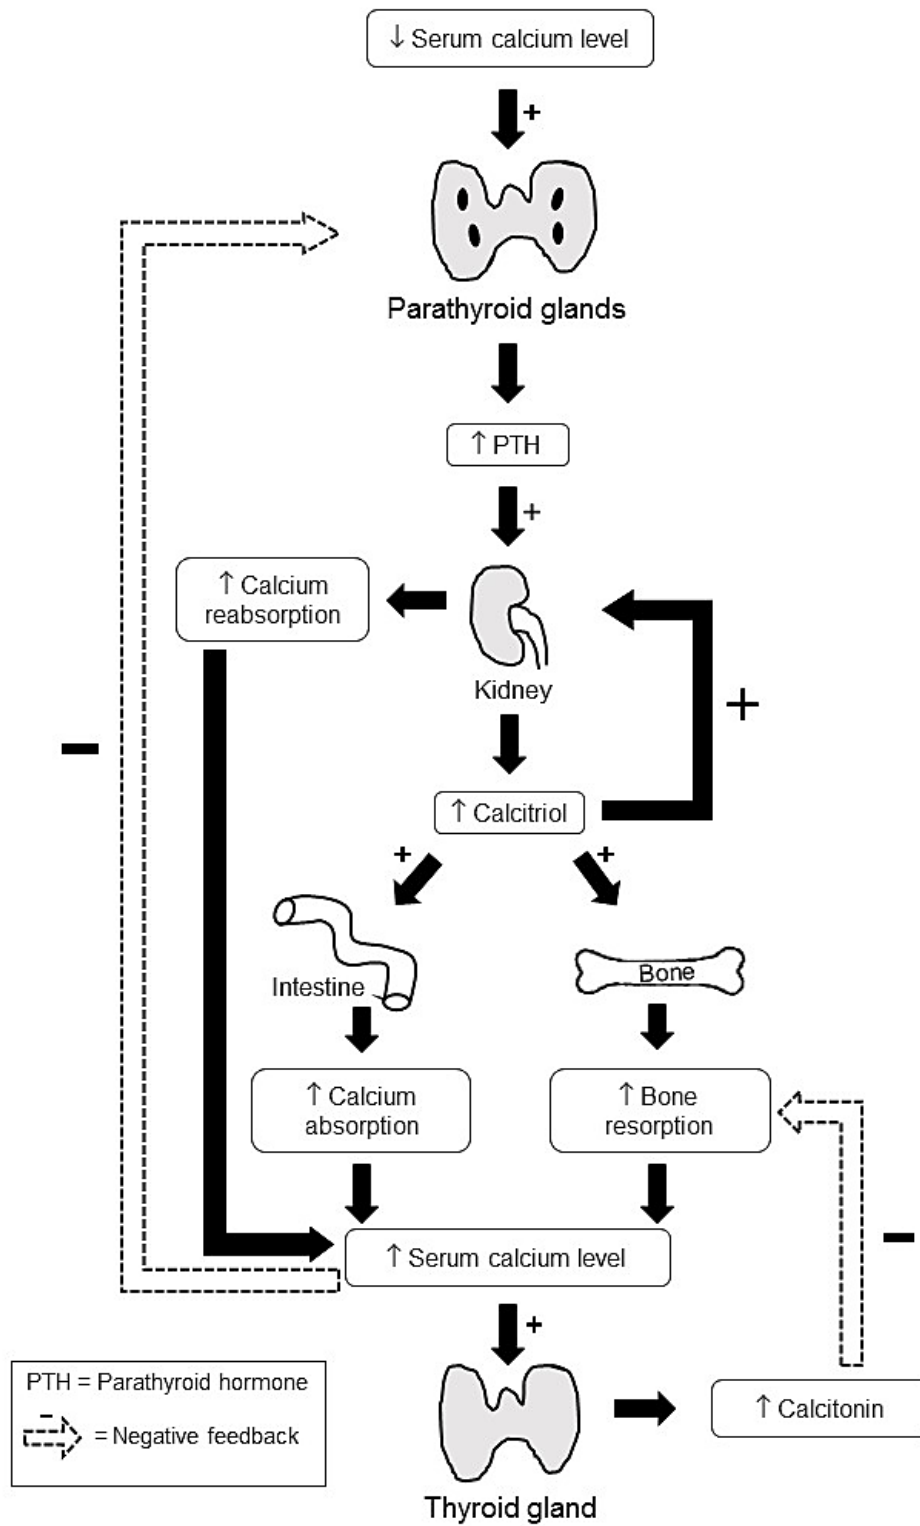 ↓ Serum calcium level
+
Parathyroid glands
↑ PTH
+
↑ Calcium
reabsorption
Kidney
+
−
↑ Calcitriol
+ +
Intestine
Bone
↑ Calcium
absorption
↑ Bone
resorption
−
↑ Serum calcium level
+
PTH = Parathyroid hormone
− = Negative feedback
↑ Calcitonin
Thyroid gland